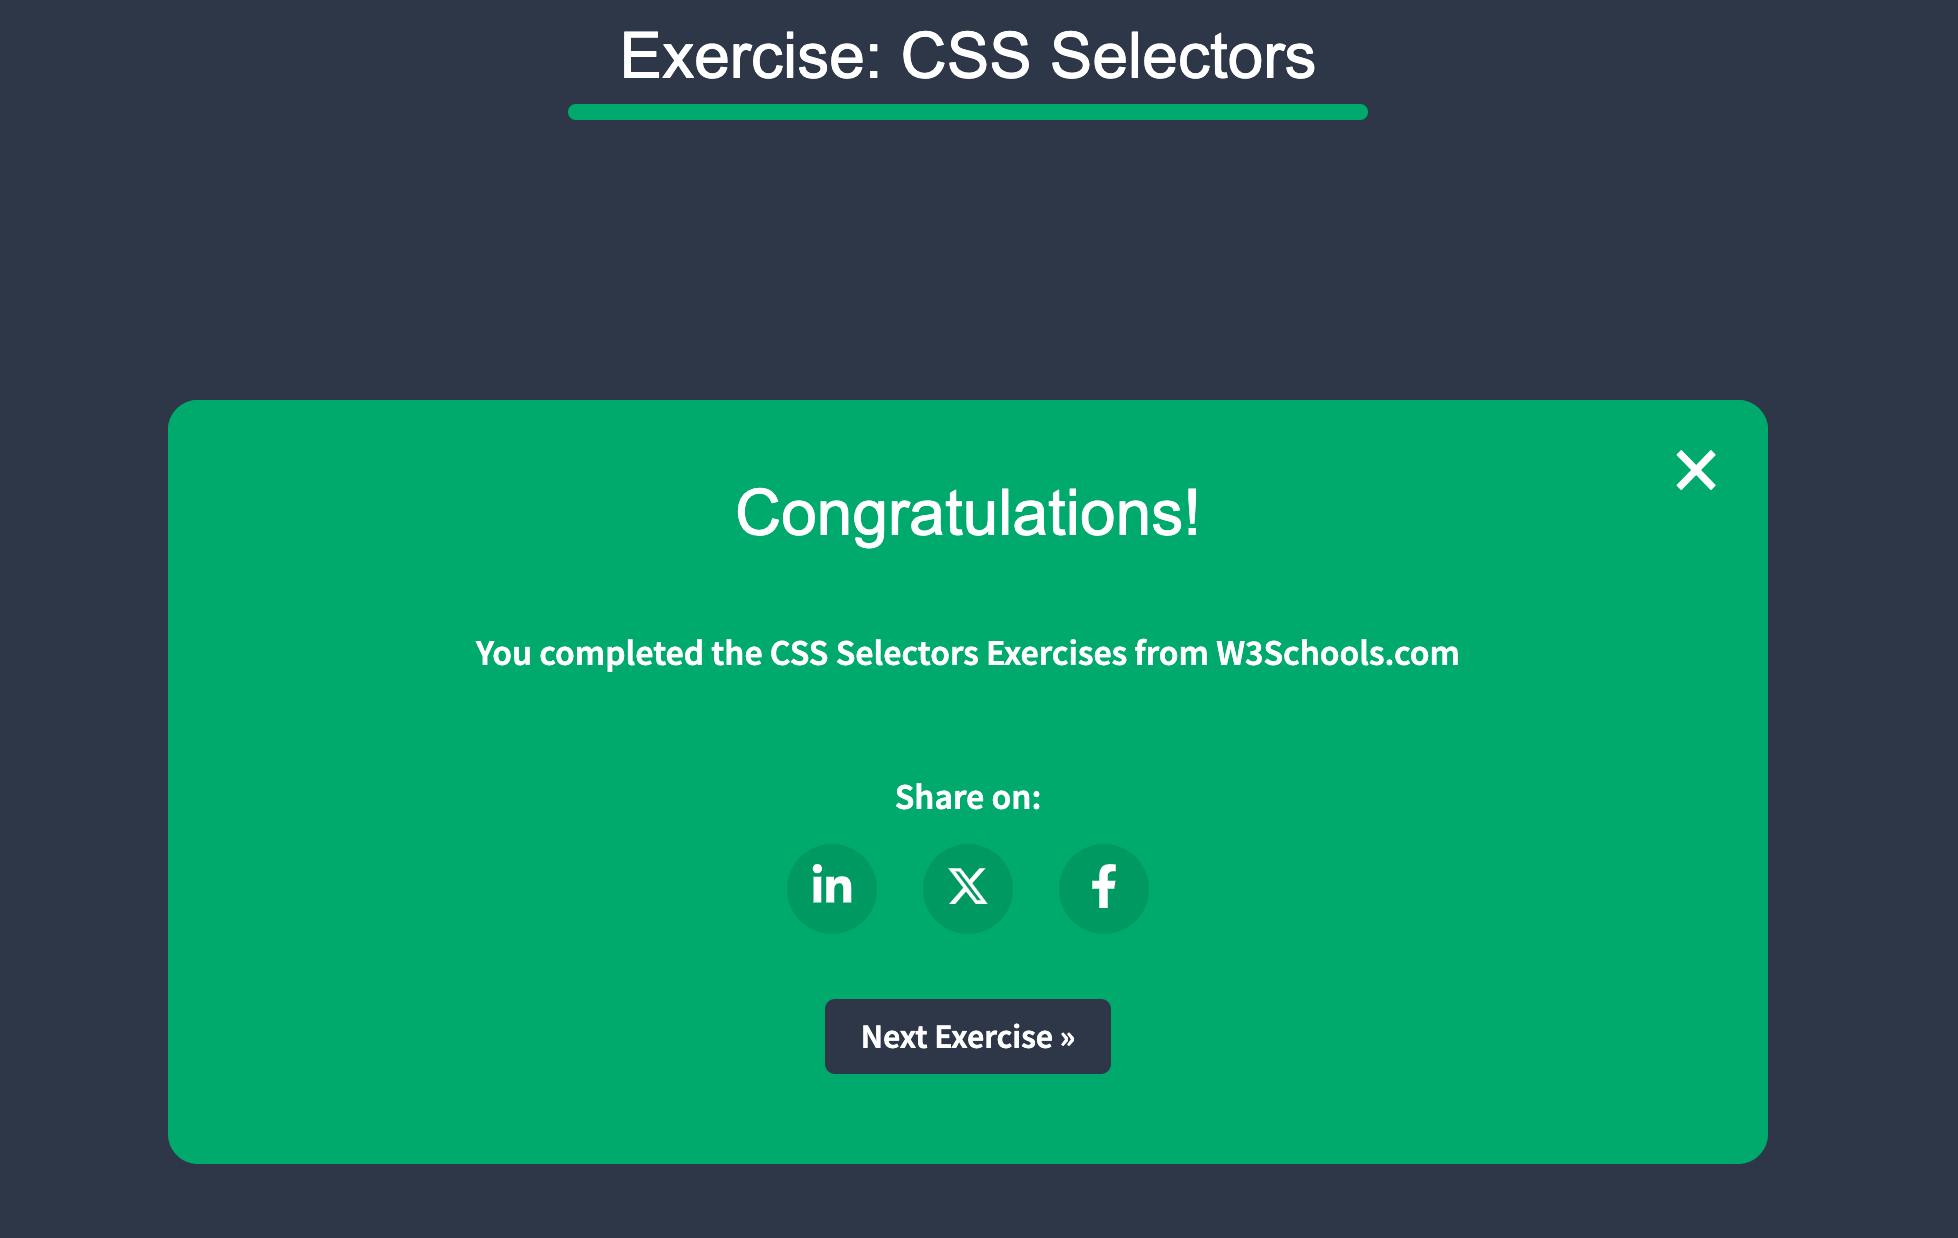 Exercise: CSS Selectors
Congratulations!
You completed the CSS Selectors Exercises from W3Schools.com
Share on:
in X f
Next Exercise »